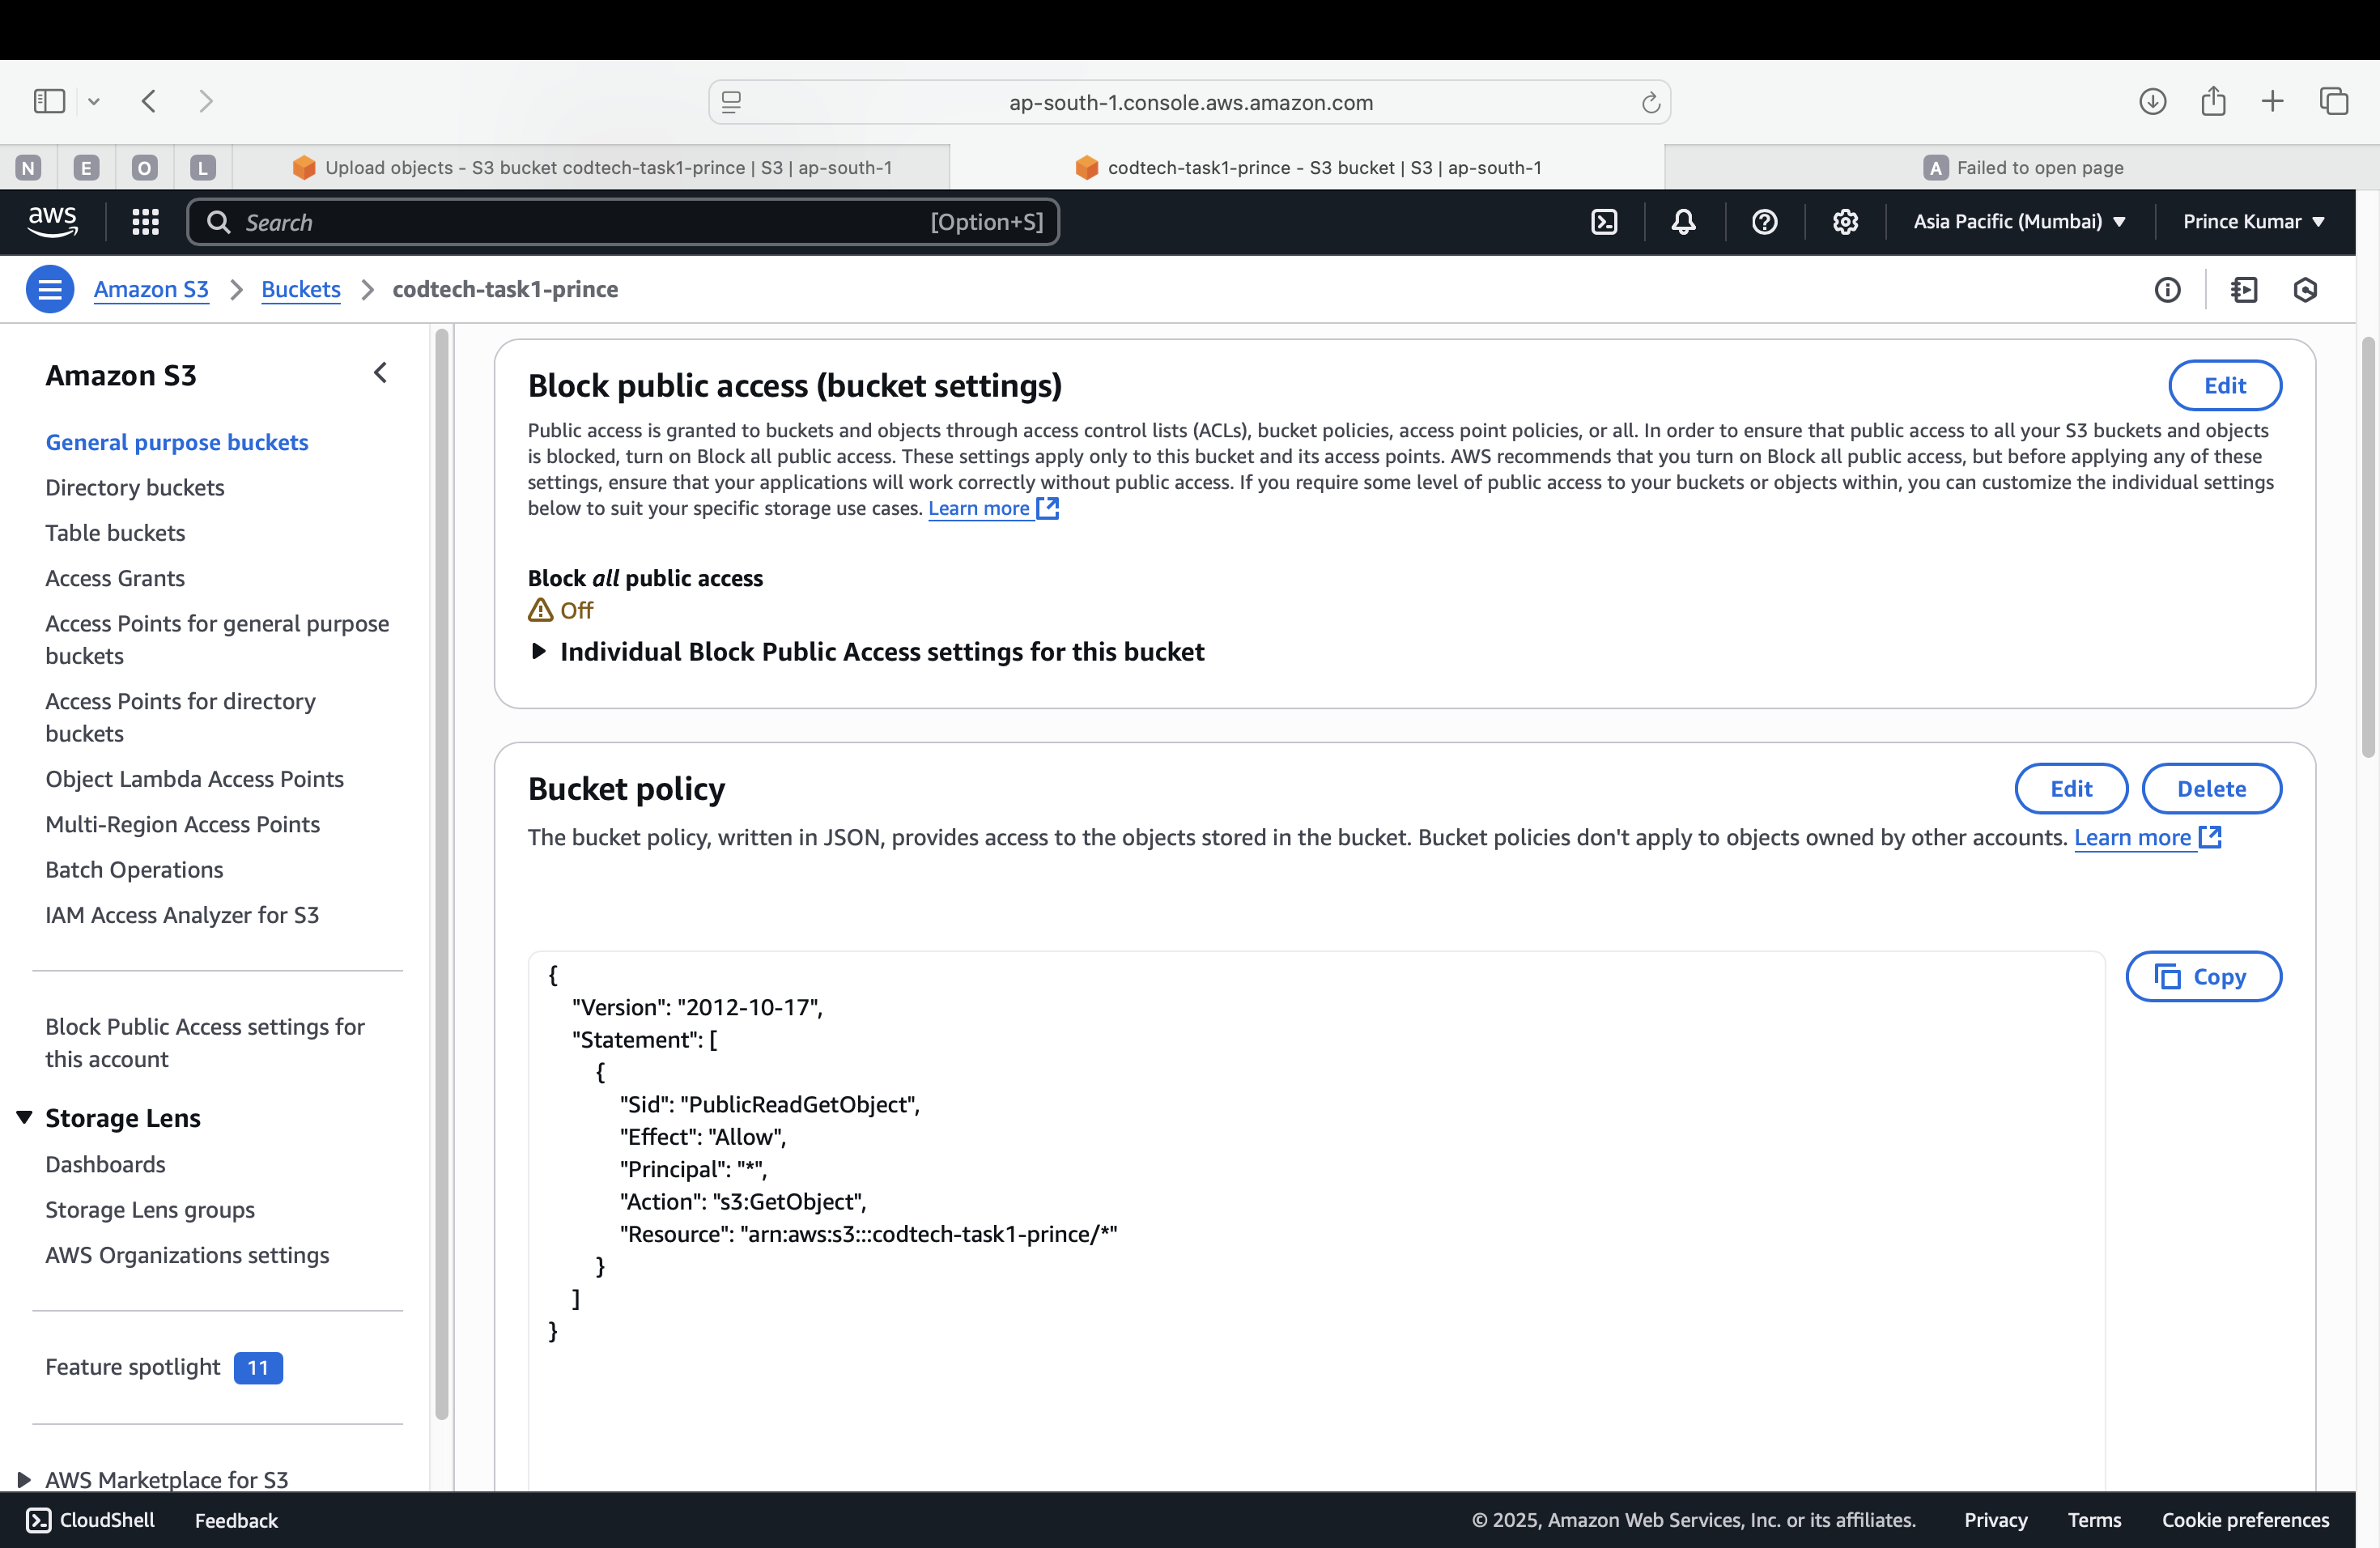 ap-south-1.console.aws.amazon.com
N
E
O
L
Upload objects - S3 bucket codtech-task1-prince | S3 | ap-south-1
codtech-task1-prince - S3 bucket | S3 | ap-south-1
A
Failed to open page
aws
Search
[Option+S]
Asia Pacific (Mumbai)
Prince Kumar
Amazon S3
Buckets
codtech-task1-prince
Amazon S3
General purpose buckets
Directory buckets
Table buckets
Access Grants
Access Points for general purpose
buckets
Access Points for directory
buckets
Object Lambda Access Points
Multi-Region Access Points
Batch Operations
IAM Access Analyzer for S3
Block Public Access settings for
this account
Storage Lens
Dashboards
Storage Lens groups
AWS Organizations settings
Feature spotlight 11
AWS Marketplace for S3
Block public access (bucket settings)
Edit
Public access is granted to buckets and objects through access control lists (ACLs), bucket policies, access point policies, or all. In order to ensure that public access to all your S3 buckets and objects
is blocked, turn on Block all public access. These settings apply only to this bucket and its access points. AWS recommends that you turn on Block all public access, but before applying any of these
settings, ensure that your applications will work correctly without public access. If you require some level of public access to your buckets or objects within, you can customize the individual settings
below to suit your specific storage use cases. Learn more
Block all public access
Off
Individual Block Public Access settings for this bucket
Bucket policy
Edit
Delete
The bucket policy, written in JSON, provides access to the objects stored in the bucket. Bucket policies don't apply to objects owned by other accounts. Learn more
Copy
{
"Version": "2012-10-17",
"Statement": [
{
"Sid": "PublicReadGetObject",
"Effect": "Allow",
"Principal": "*",
"Action": "s3:GetObject",
"Resource": "arn:aws:s3:::codtech-task1-prince/*"
}
]
}
CloudShell
Feedback
© 2025, Amazon Web Services, Inc. or its affiliates.
Privacy
Terms
Cookie preferences